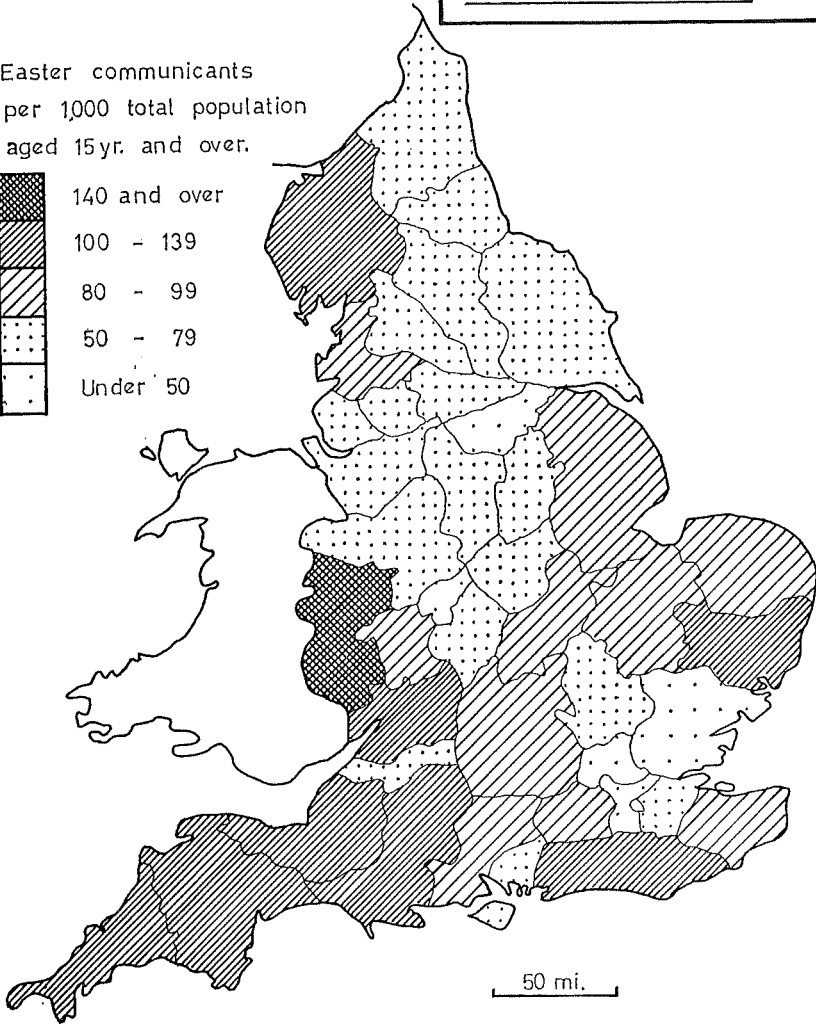 Easter communicants
per 1,000 total population
aged 15 yr. and over.
140 and over
100 - 139
80 - 99
50 - 79
Under 50
50 mi.